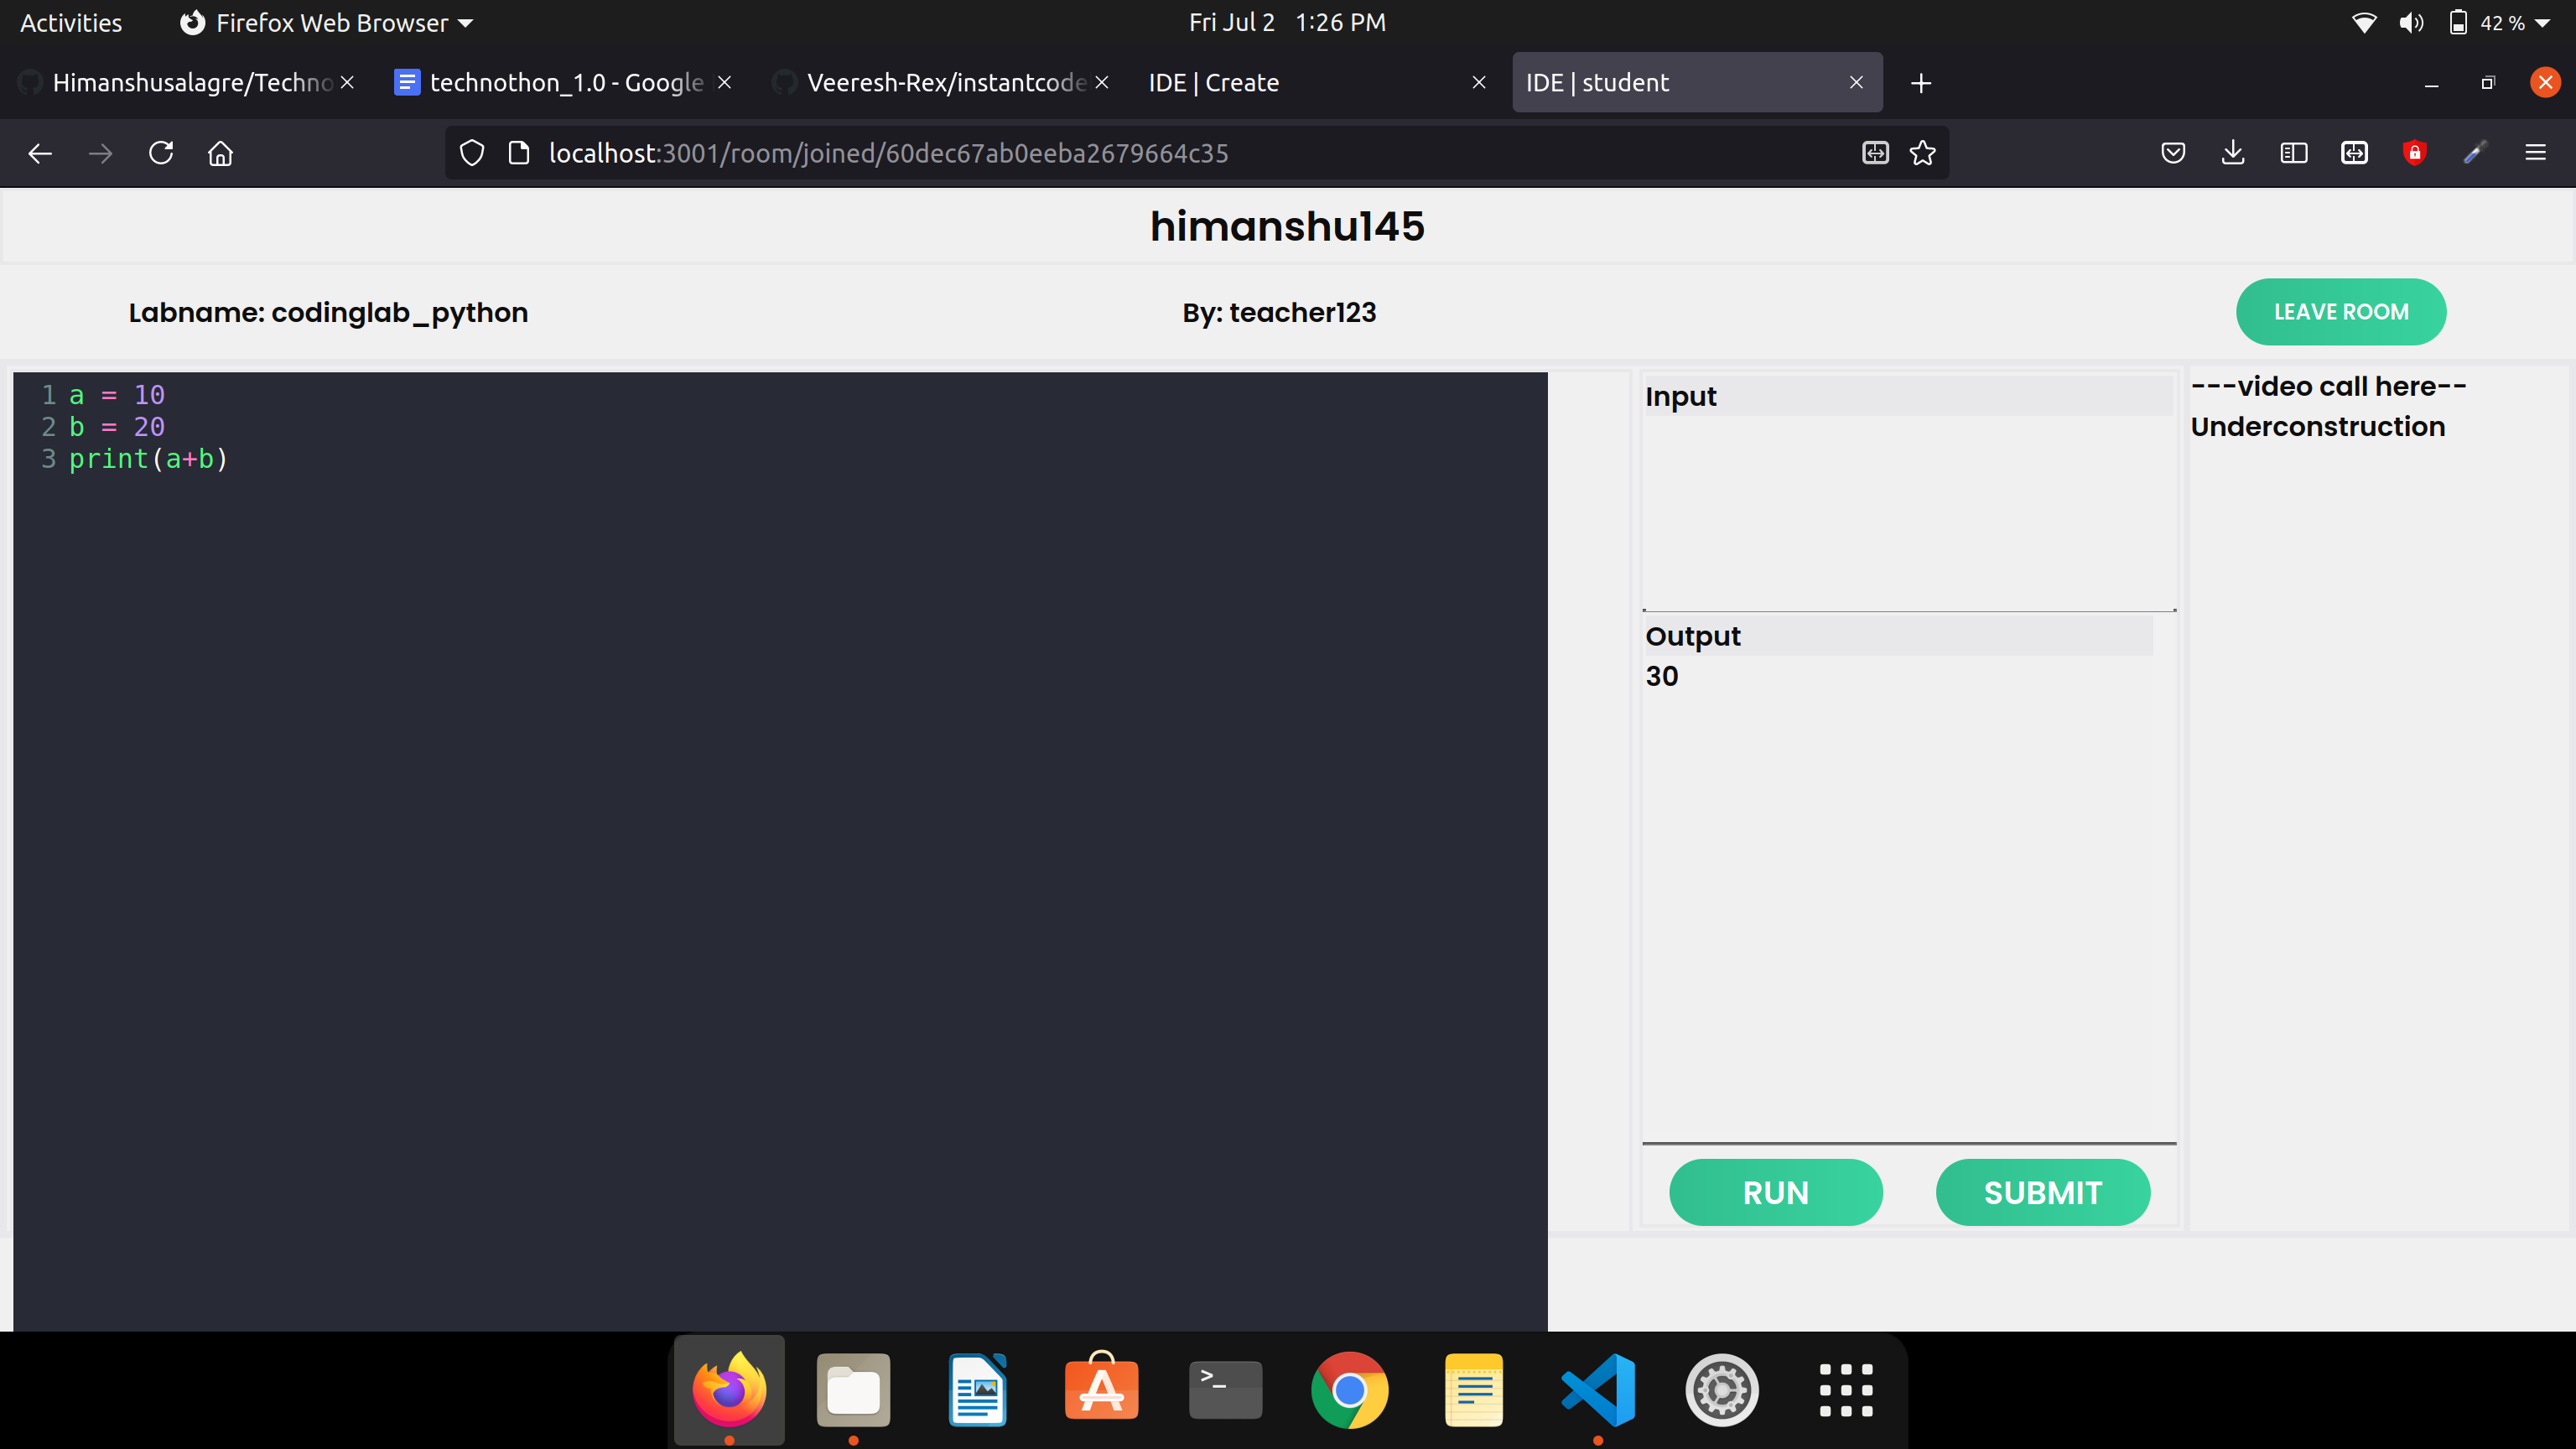 Activities Firefox Web Browser Fri Jul 2 1:26 PM 42 %
Himanshusalagre/Techno technothon_1.0 - Google Veeresh-Rex/instantcode IDE | Create IDE | student
localhost:3001/room/joined/60dec67ab0eeba2679664c35
himanshu145
Labname: codinglab_python By: teacher123 LEAVE ROOM
1 a = 10
2 b = 20
3 print(a+b)
Input
Output
30
RUN SUBMIT
---video call here--
Underconstruction